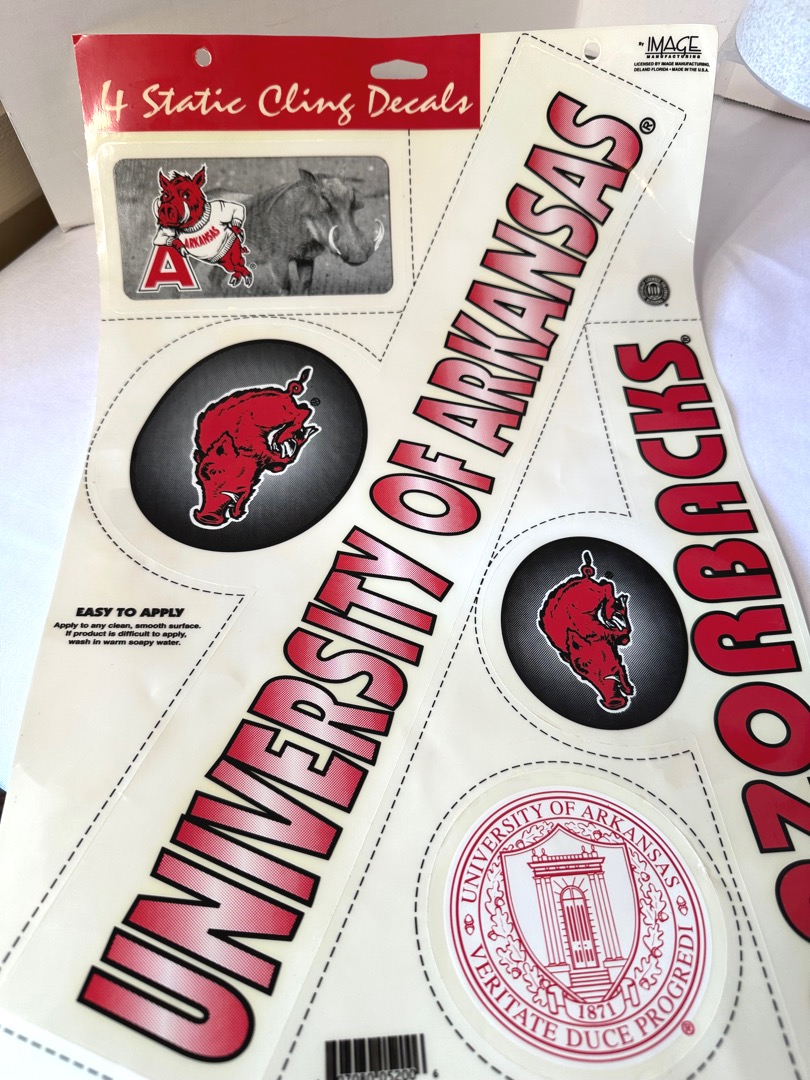 4 Static Cling Decals
By IMAGE
MANUFACTURING
LICENSED BY IMAGE MANUFACTURING,
DELAND FLORIDA • MADE IN THE U.S.A.
ARKANSAS
A
®
UNIVERSITY OF ARKANSAS®
®
EASY TO APPLY
Apply to any clean, smooth surface.
If product is difficult to apply,
wash in warm soapy water.
ZORBACKS®
®
UNIVERSITY OF ARKANSAS
1871
VERITATE DUCE PROGREDI
®